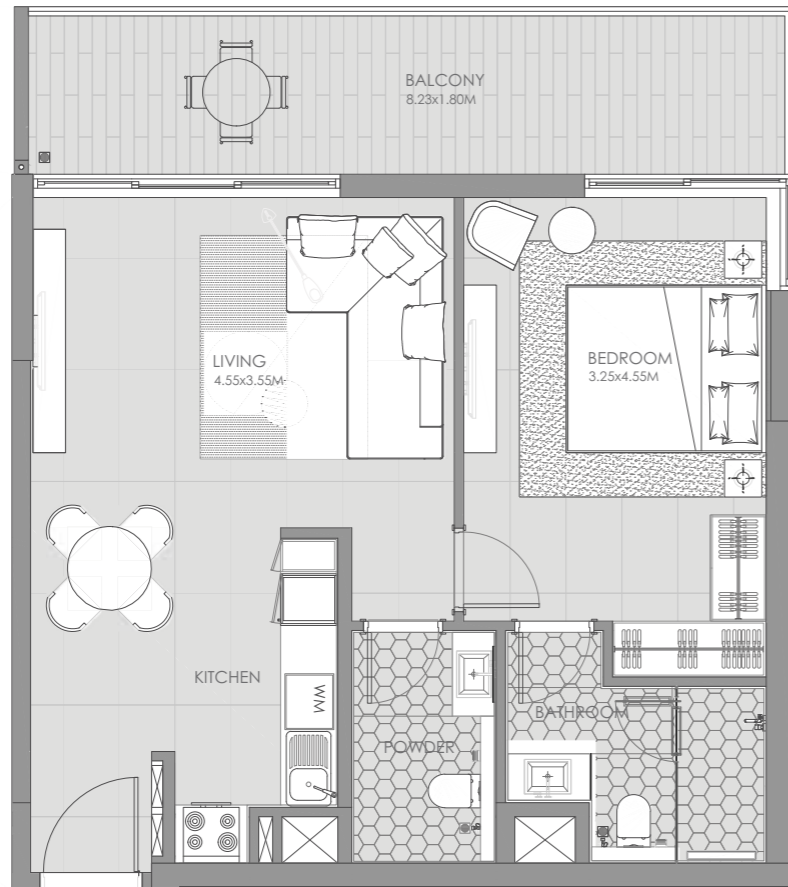 BALCONY
8.23x1.80M
LIVING
4.55x3.55M
BEDROOM
3.25x4.55M
KITCHEN
WM
POWDER
BATHROOM